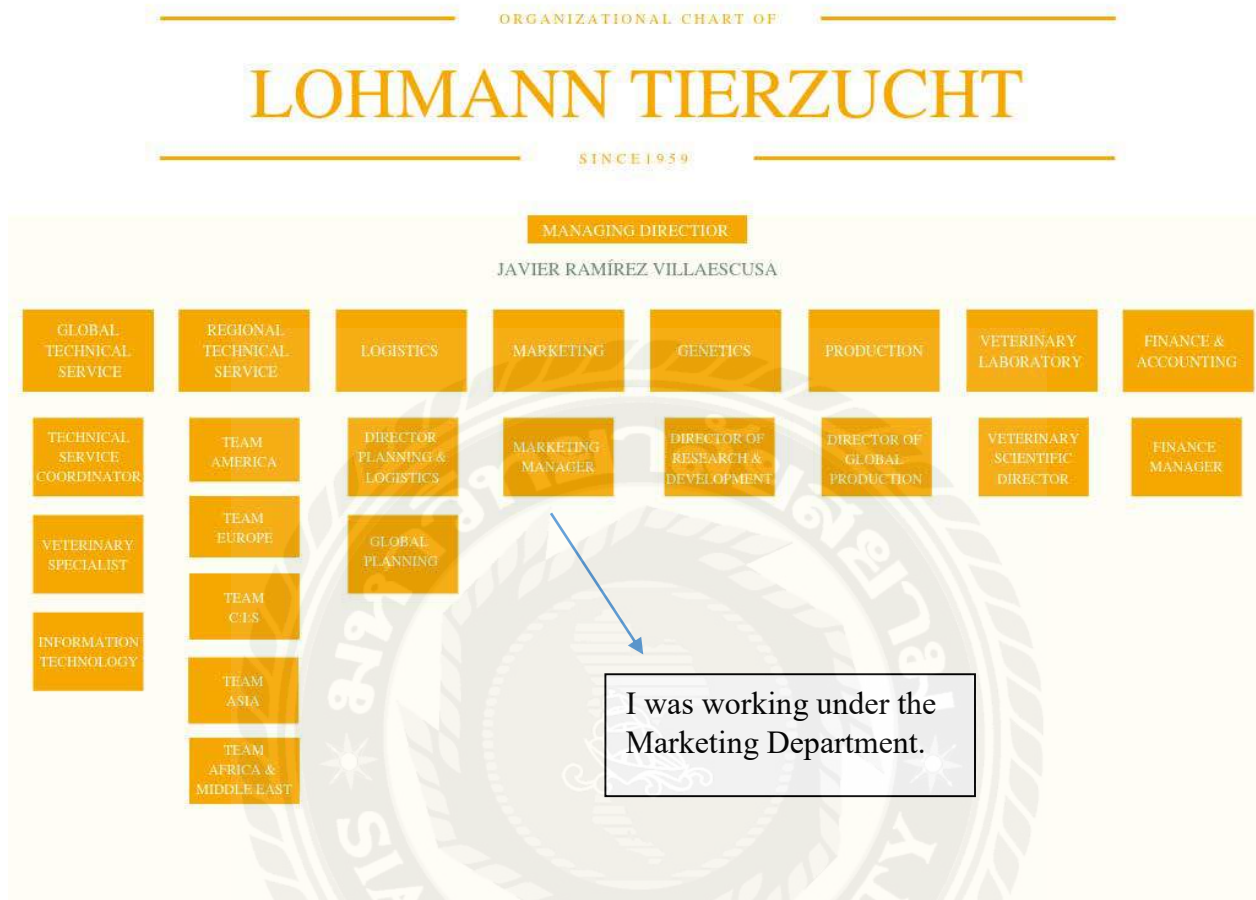 ORGANIZATIONAL CHART OF
LOHMANN TIERZUCHT
SINCE1959
MANAGING DIRECTIOR
JAVIER RAMÍREZ VILLAESCUSA
GLOBAL
TECHNICAL
SERVICE
REGIONAL
TECHNICAL
SERVICE
LOGISTICS
MARKETING
GENETICS
PRODUCTION
VETERINARY
LABORATORY
FINANCE &
ACCOUNTING
TECHNICAL
SERVICE
COORDINATOR
TEAM
AMERICA
DIRECTOR
PLANNING &
LOGISTICS
MARKETING
MANAGER
DIRECTOR OF
RESEARCH &
DEVELOPMENT
DIRECTOR OF
GLOBAL
PRODUCTION
VETERINARY
SCIENTIFIC
DIRECTOR
FINANCE
MANAGER
VETERINARY
SPECIALIST
TEAM
EUROPE
GLOBAL
PLANNING
INFORMATION
TECHNOLOGY
TEAM
C.I.S
TEAM
ASIA
TEAM
AFRICA &
MIDDLE EAST
I was working under the
Marketing Department.